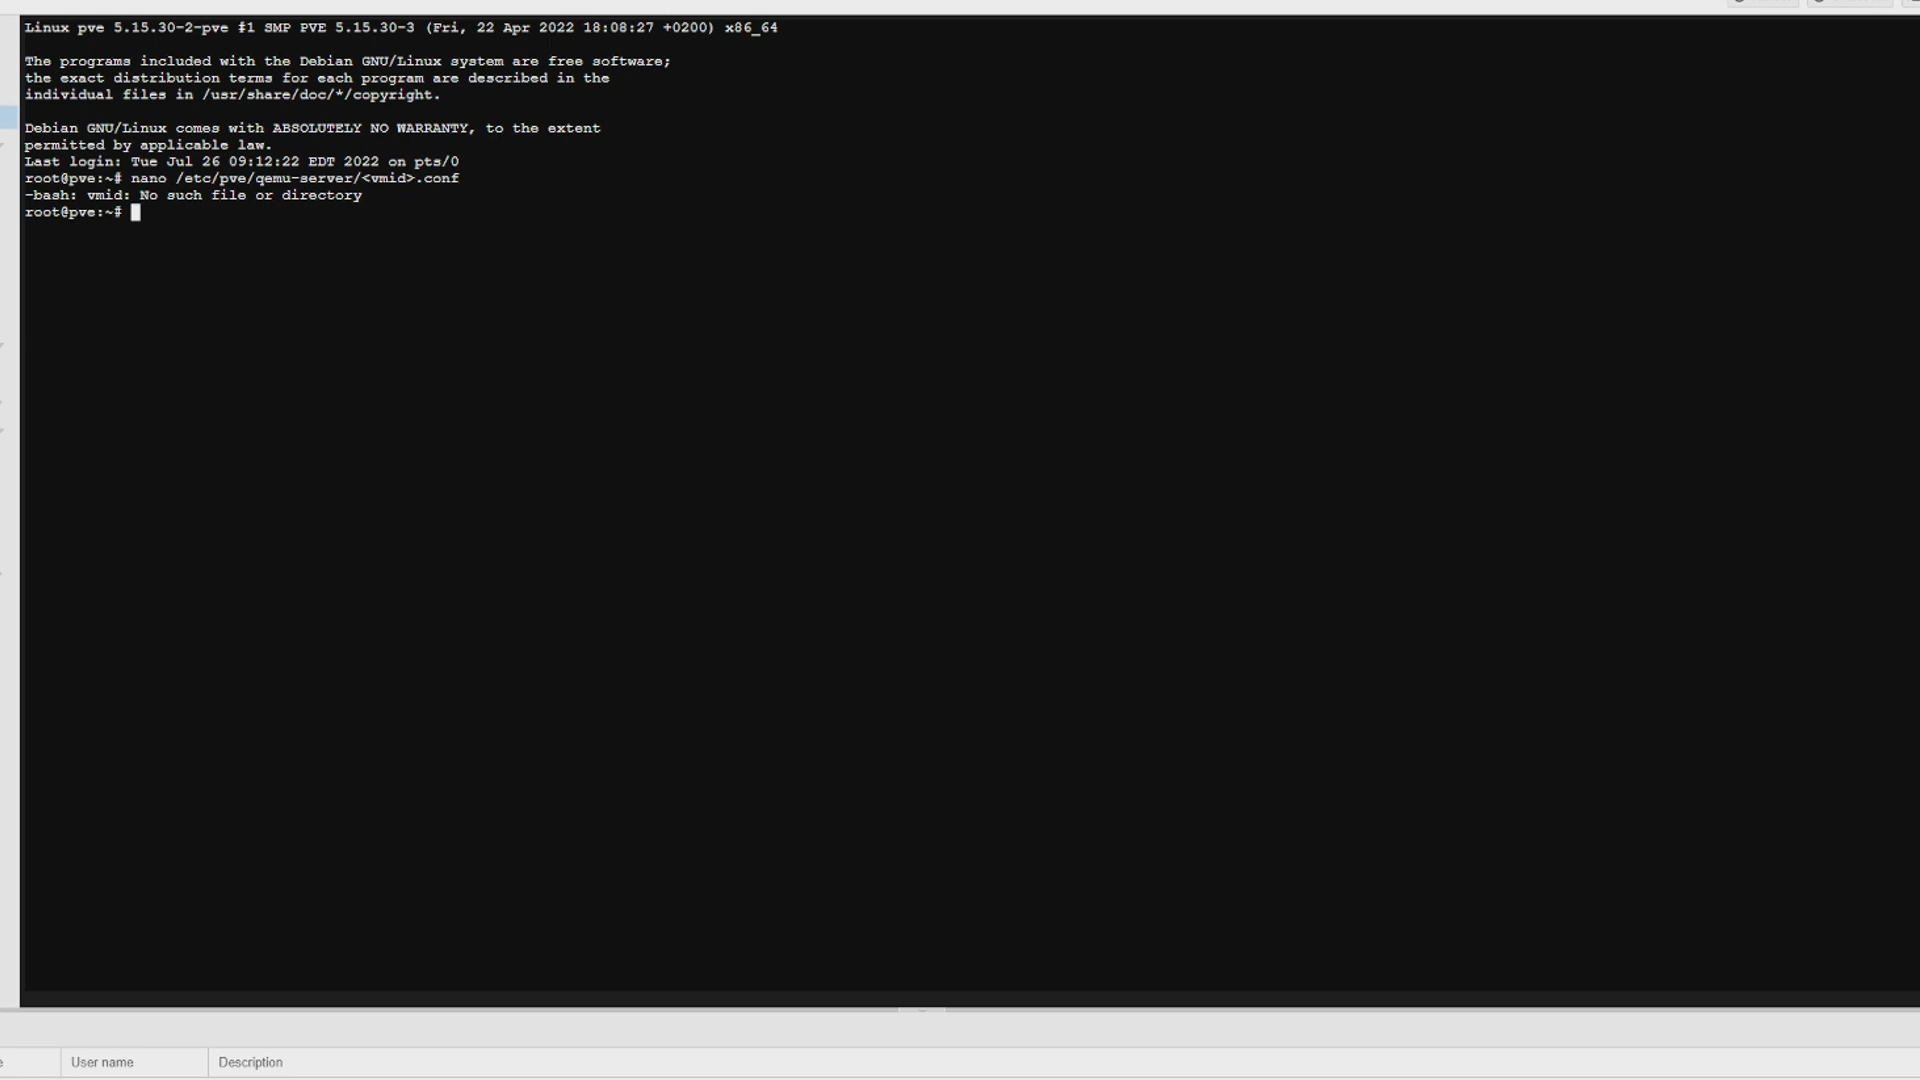 Linux pve 5.15.30-2-pve #1 SMP PVE 5.15.30-3 (Fri, 22 Apr 2022 18:08:27 +0200) x86_64
The programs included with the Debian GNU/Linux system are free software;
the exact distribution terms for each program are described in the
individual files in /usr/share/doc/*/copyright.
Debian GNU/Linux comes with ABSOLUTELY NO WARRANTY, to the extent
permitted by applicable law.
Last login: Tue Jul 26 09:12:22 EDT 2022 on pts/0
root@pve:~# nano /etc/pve/qemu-server/<vmid>.conf
-bash: vmid: No such file or directory
root@pve:~#
User name
Description